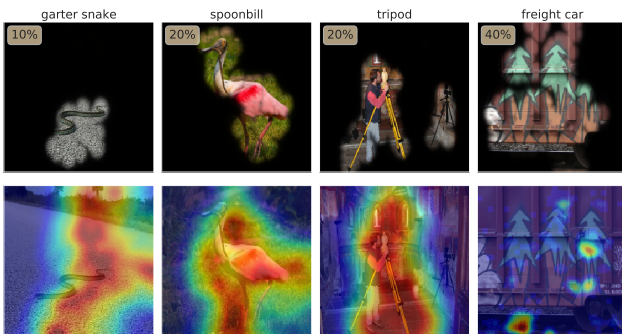 garter snake
spoonbill
tripod
freight car
10%
20%
20%
40%